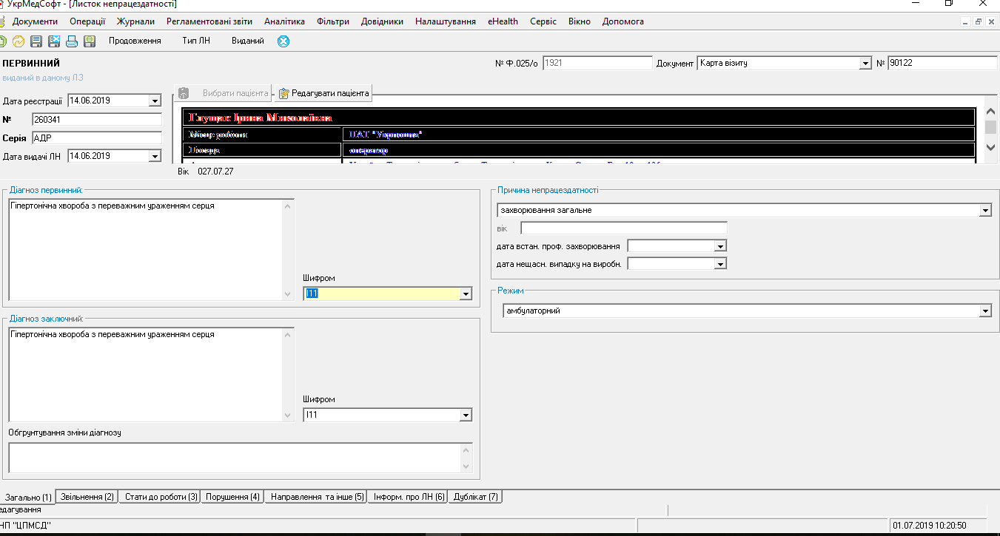 УкрМедСофт - [Листок непрацездатності]
Документи Операції Журнали Регламентовані звіти Аналітика Фільтри Довідники Налаштування eHealth Сервіс Вікно Допомога
Продовження Тип ЛН Виданий
ПЕРВИННИЙ
виданий в даному ЛЗ
№ Ф.025/о 1921 Документ Карта візиту № 90122
Дата реєстрації 14.06.2019
№ 260341
Серія АДР
Дата видачі ЛН 14.06.2019
Вибрати пацієнта Редагувати пацієнта
Глущак Ірина Миколаївна
Місце роботи ПАТ "Укрпошта"
Посада оператор
Вік 027.07.27
Діагноз первинний:
Гіпертонічна хвороба з переважним ураженням серця
Шифром
I11
Діагноз заключний:
Гіпертонічна хвороба з переважним ураженням серця
Шифром
I11
Обгрунтування зміни діагнозу
Причина непрацездатності
захворювання загальне
вік
дата встан. проф. захворювання
дата нещасн. випадку на виробн.
Режим
амбулаторний
Загально (1) Звільнення (2) Стати до роботи (3) Порушення (4) Направлення та інше (5) Інформ. про ЛН (6) Дублікат (7)
едагування
НП "ЦПМСД"
01.07.2019 10:20:50